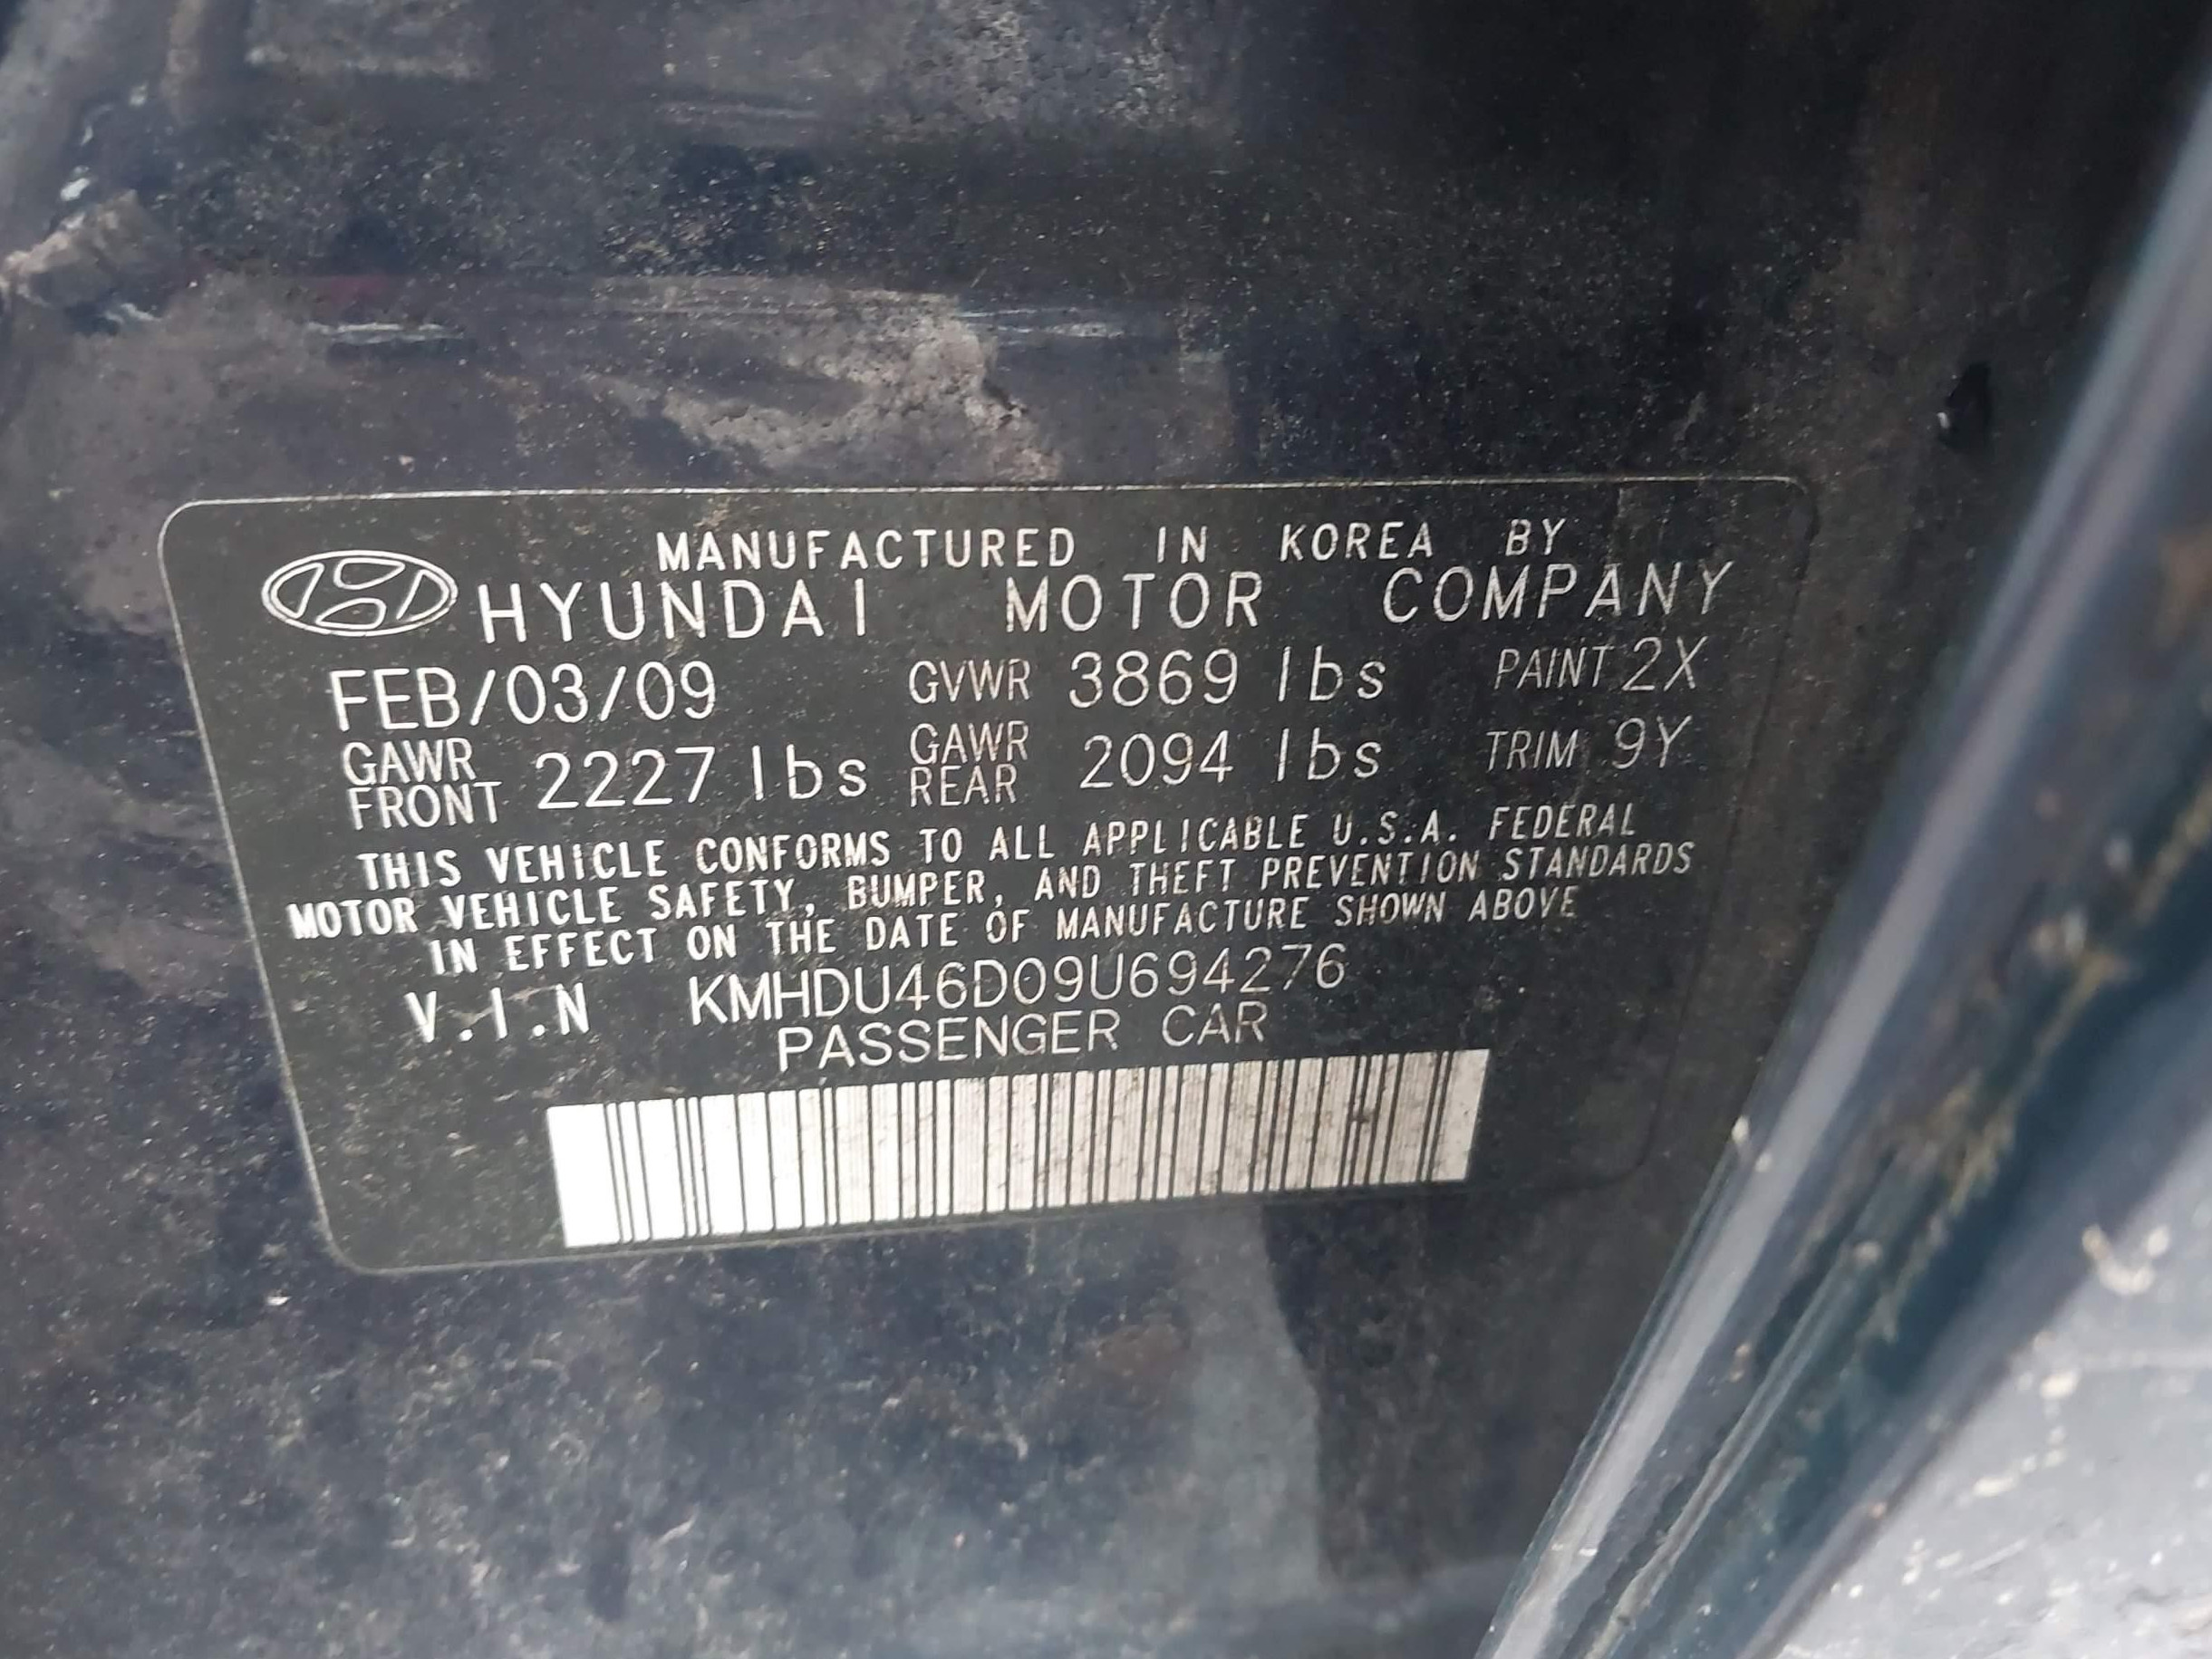 MANUFACTURED IN KOREA BY
HYUNDAI MOTOR COMPANY
FEB/03/09 GVWR 3869 lbs PAINT 2X
GAWR FRONT 2227 lbs GAWR REAR 2094 lbs TRIM 9Y
THIS VEHICLE CONFORMS TO ALL APPLICABLE U.S.A. FEDERAL
MOTOR VEHICLE SAFETY, BUMPER, AND THEFT PREVENTION STANDARDS
IN EFFECT ON THE DATE OF MANUFACTURE SHOWN ABOVE
V.I.N KMHDU46D09U694276
PASSENGER CAR